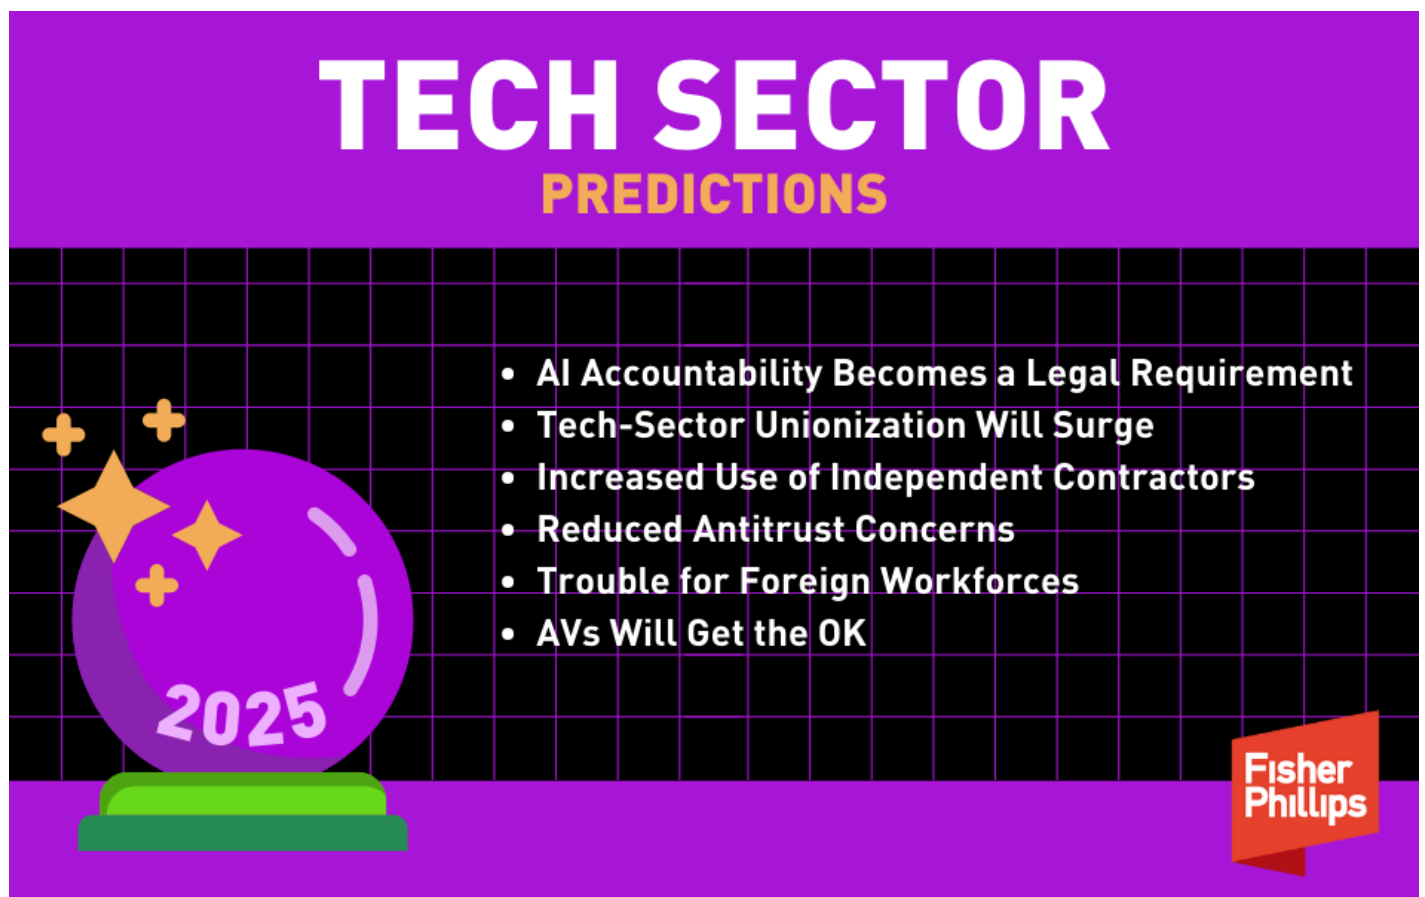 TECH SECTOR
PREDICTIONS
• AI Accountability Becomes a Legal Requirement
• Tech-Sector Unionization Will Surge
• Increased Use of Independent Contractors
• Reduced Antitrust Concerns
• Trouble for Foreign Workforces
• AVs Will Get the OK
2025
Fisher
Phillips